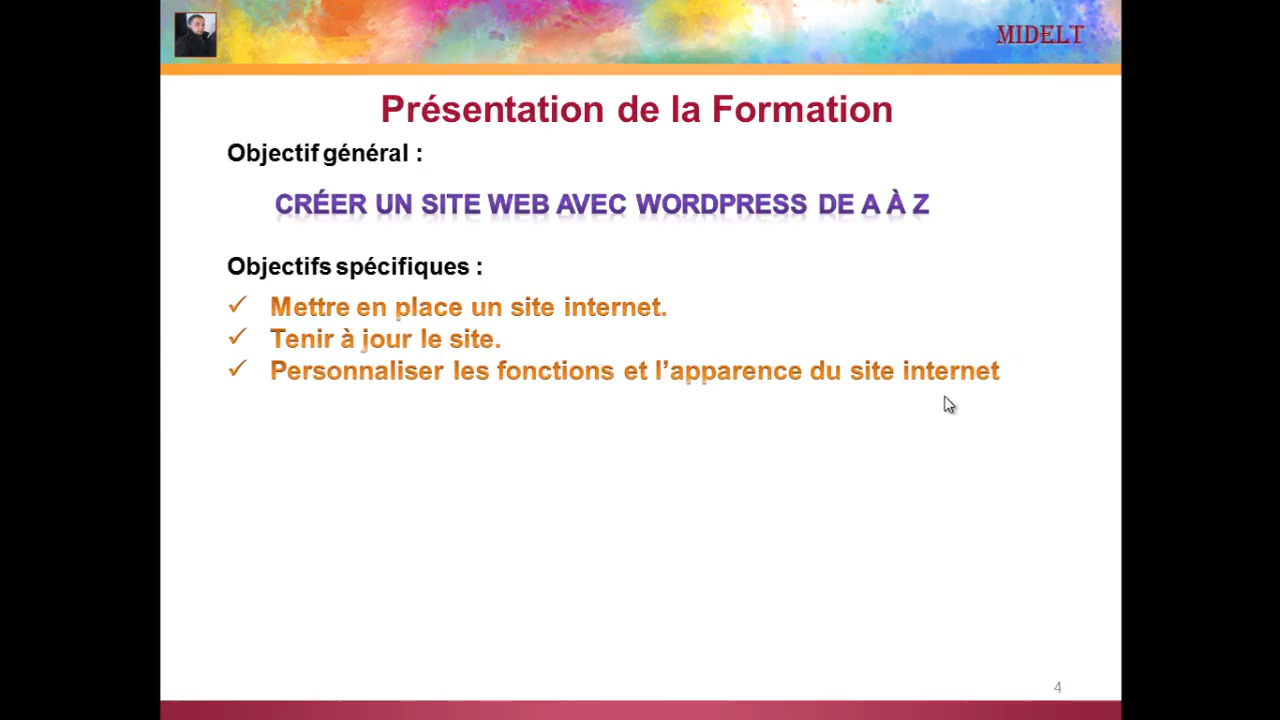 MIDELT
Présentation de la Formation
Objectif général :
CRÉER UN SITE WEB AVEC WORDPRESS DE A À Z
Objectifs spécifiques :
✓ Mettre en place un site internet.
✓ Tenir à jour le site.
✓ Personnaliser les fonctions et l’apparence du site internet
4